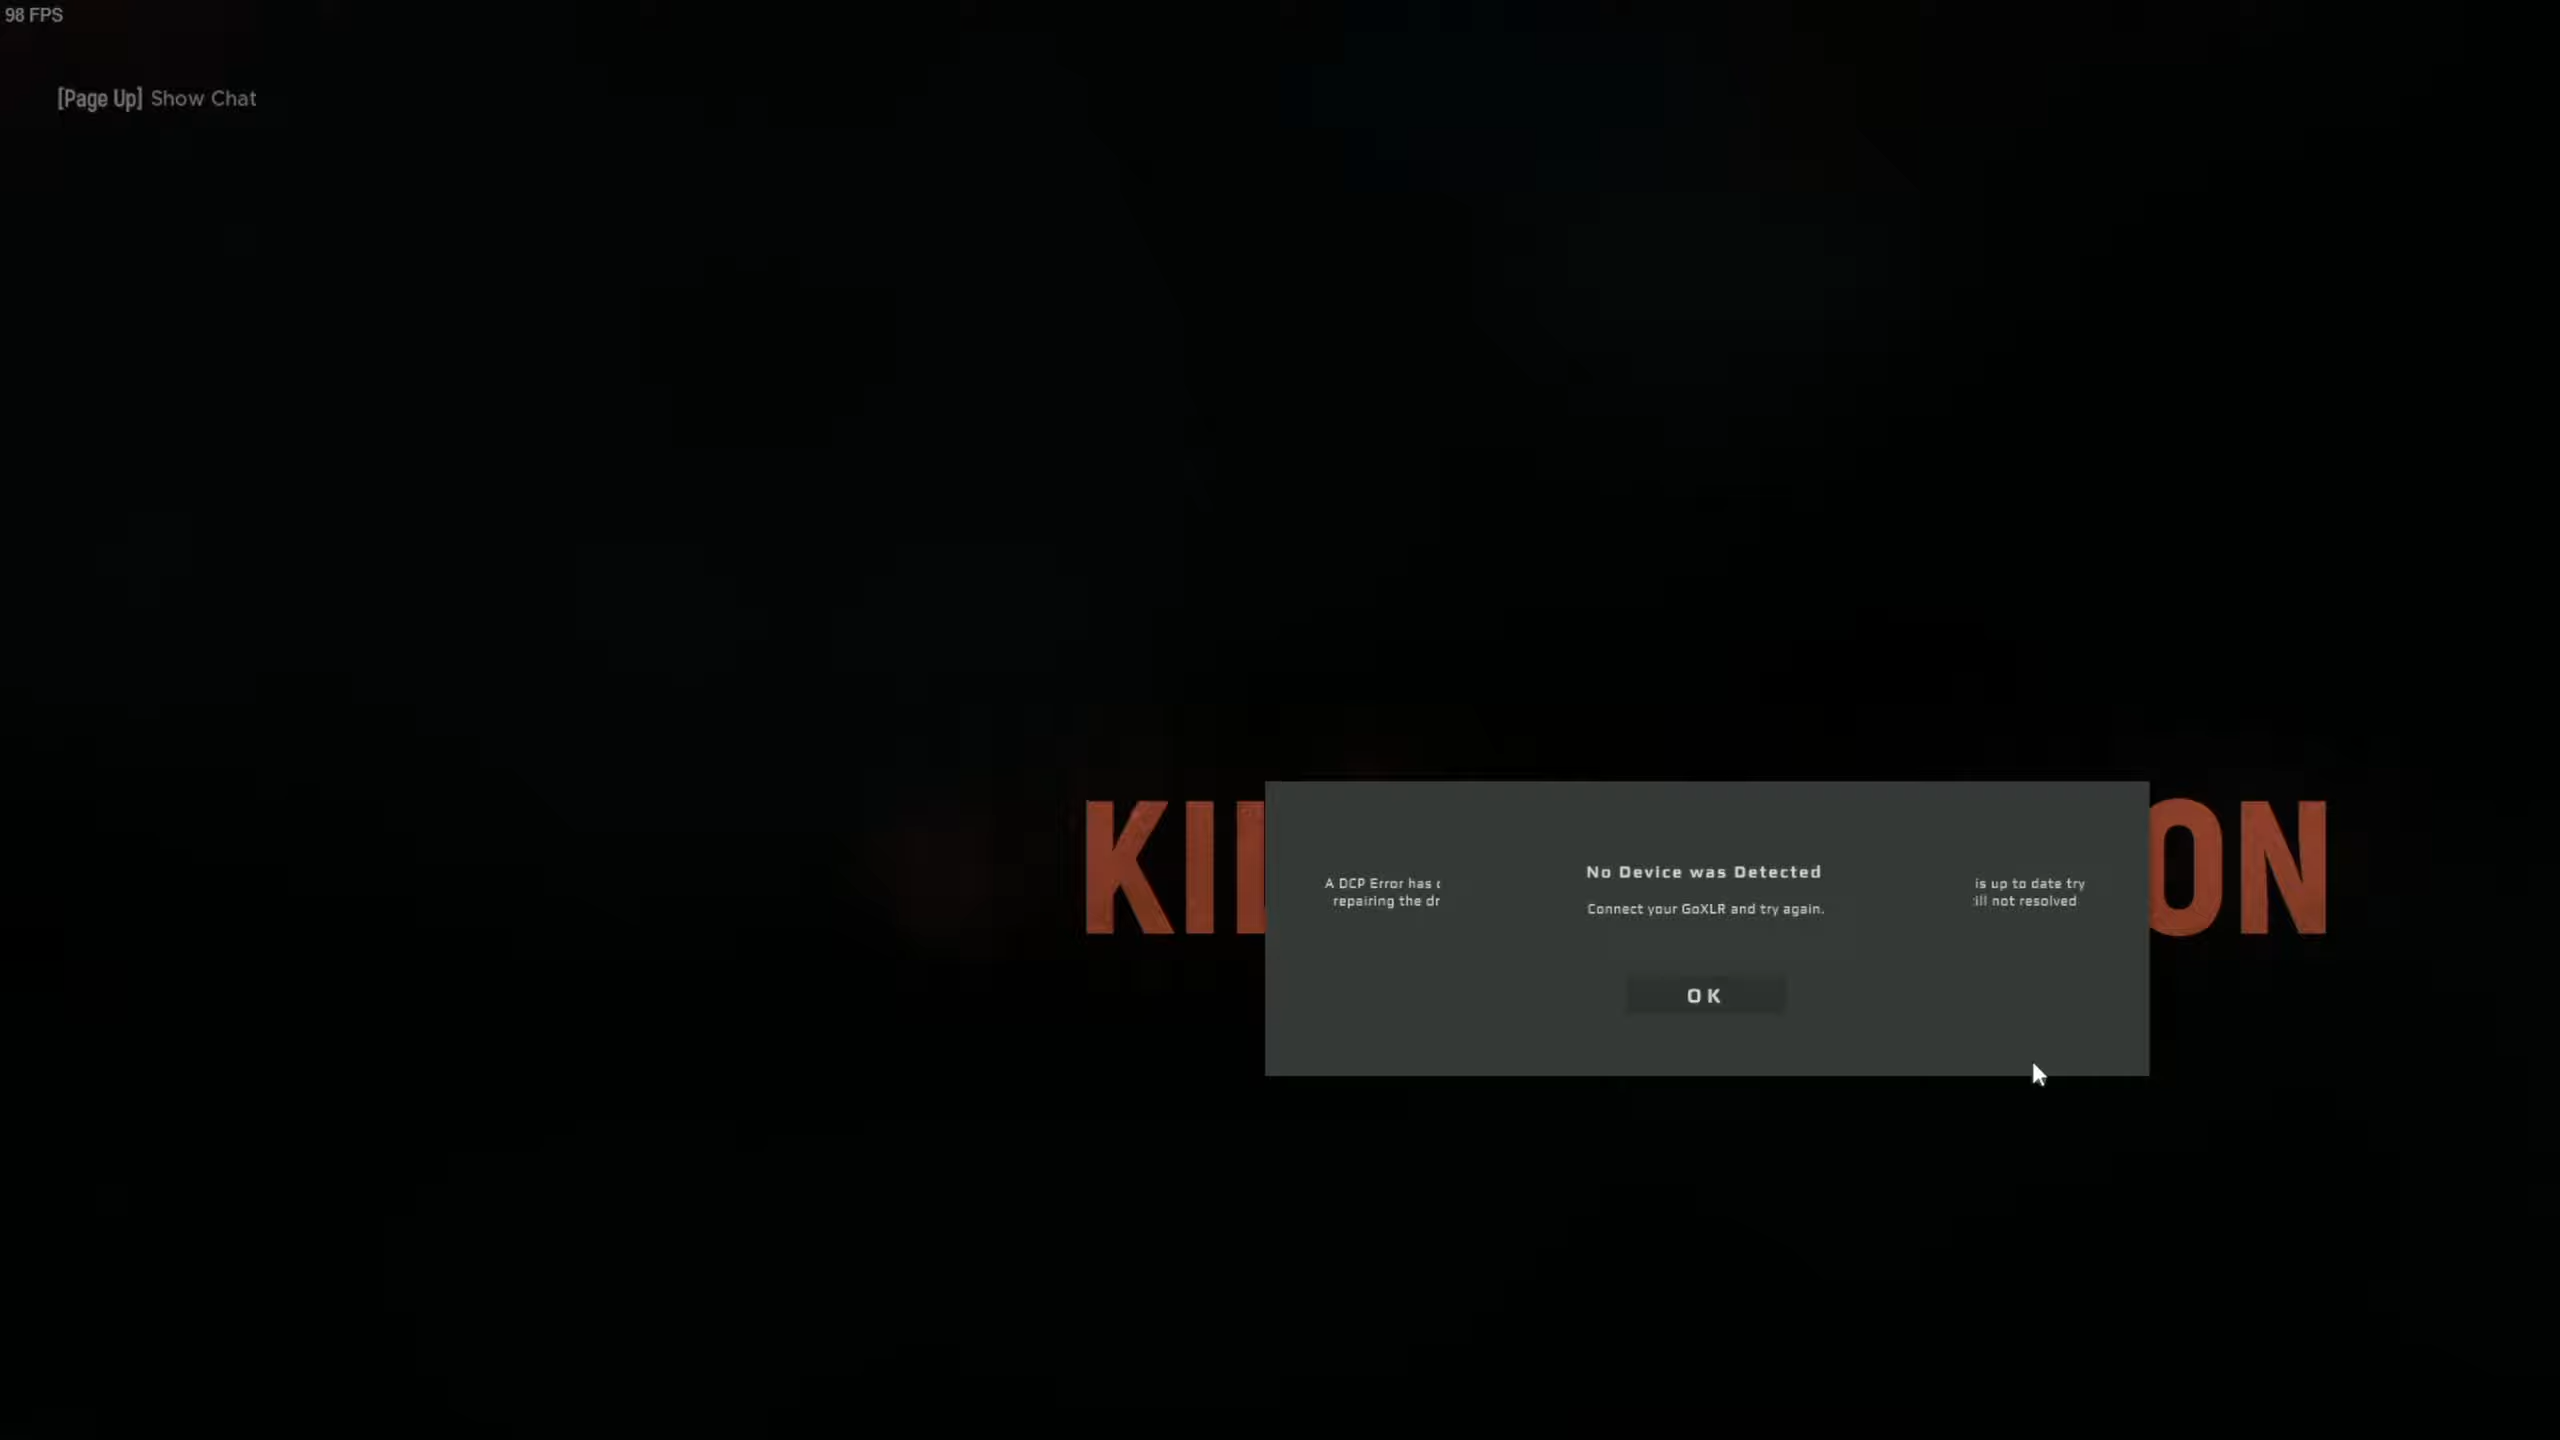 98 FPS
[Page Up] Show Chat
KI
ON
No Device was Detected
A DCP Error has
is up to date try
repairing the
not resolved
Connect your GoXLR and try again.
OK